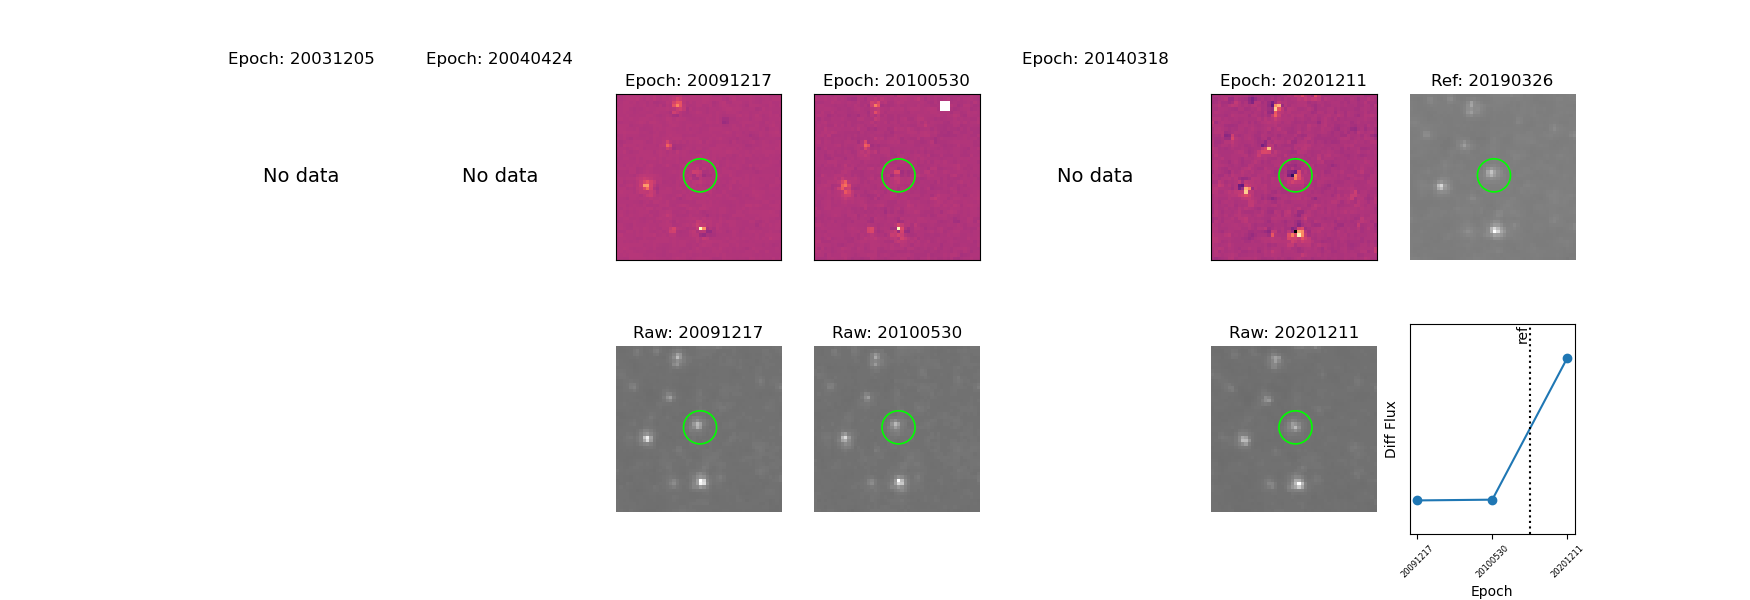 Epoch: 20031205
Epoch: 20040424
Epoch: 20091217
Epoch: 20100530
Epoch: 20140318
Epoch: 20201211
Ref: 20190326
No data
No data
No data
Raw: 20091217
Raw: 20100530
Raw: 20201211
ref
Diff Flux
20091217
20100530
20201211
Epoch